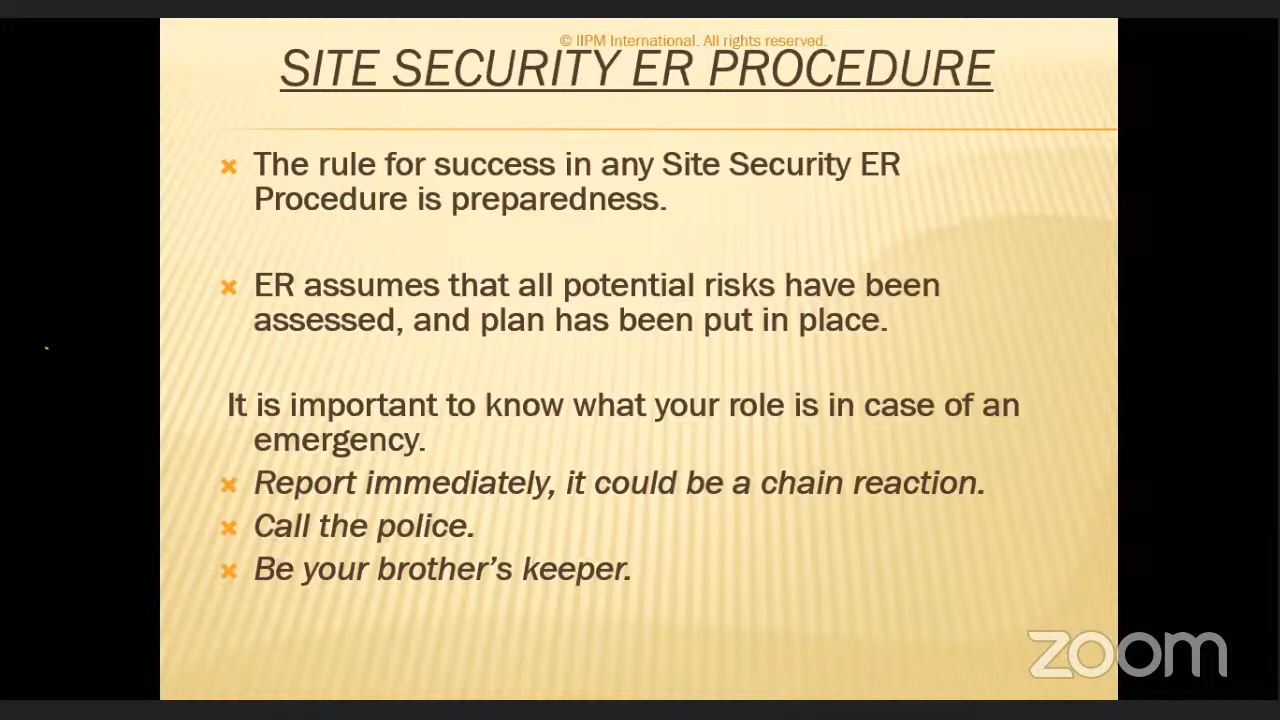 © IIPM International. All rights reserved.
SITE SECURITY ER PROCEDURE
The rule for success in any Site Security ER
Procedure is preparedness.
ER assumes that all potential risks have been
assessed, and plan has been put in place.
It is important to know what your role is in case of an
emergency.
Report immediately, it could be a chain reaction.
Call the police.
Be your brother’s keeper.
zoom